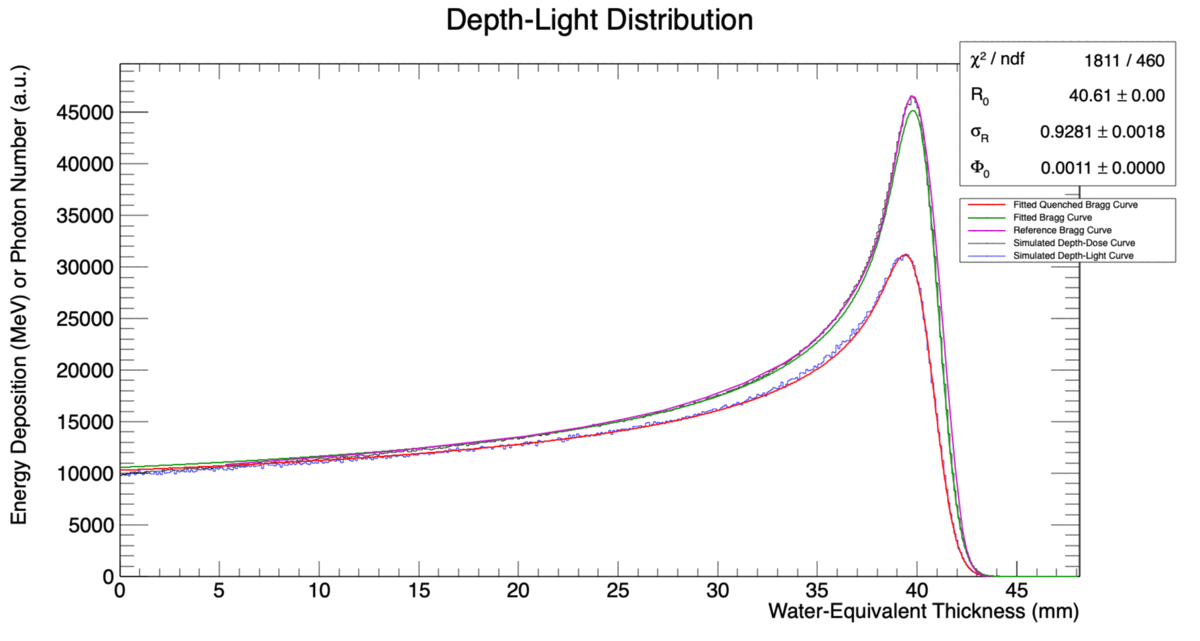 Depth-Light Distribution
Energy Deposition (MeV) or Photon Number (a.u.)
45000
40000
35000
30000
25000
20000
15000
10000
5000
0
0 5 10 15 20 25 30 35 40 45
Water-Equivalent Thickness (mm)
χ² / ndf 1811 / 460
R₀ 40.61 ± 0.00
σ_R 0.9281 ± 0.0018
Φ₀ 0.0011 ± 0.0000
Fitted Quenched Bragg Curve
Fitted Bragg Curve
Reference Bragg Curve
Simulated Depth-Dose Curve
Simulated Depth-Light Curve